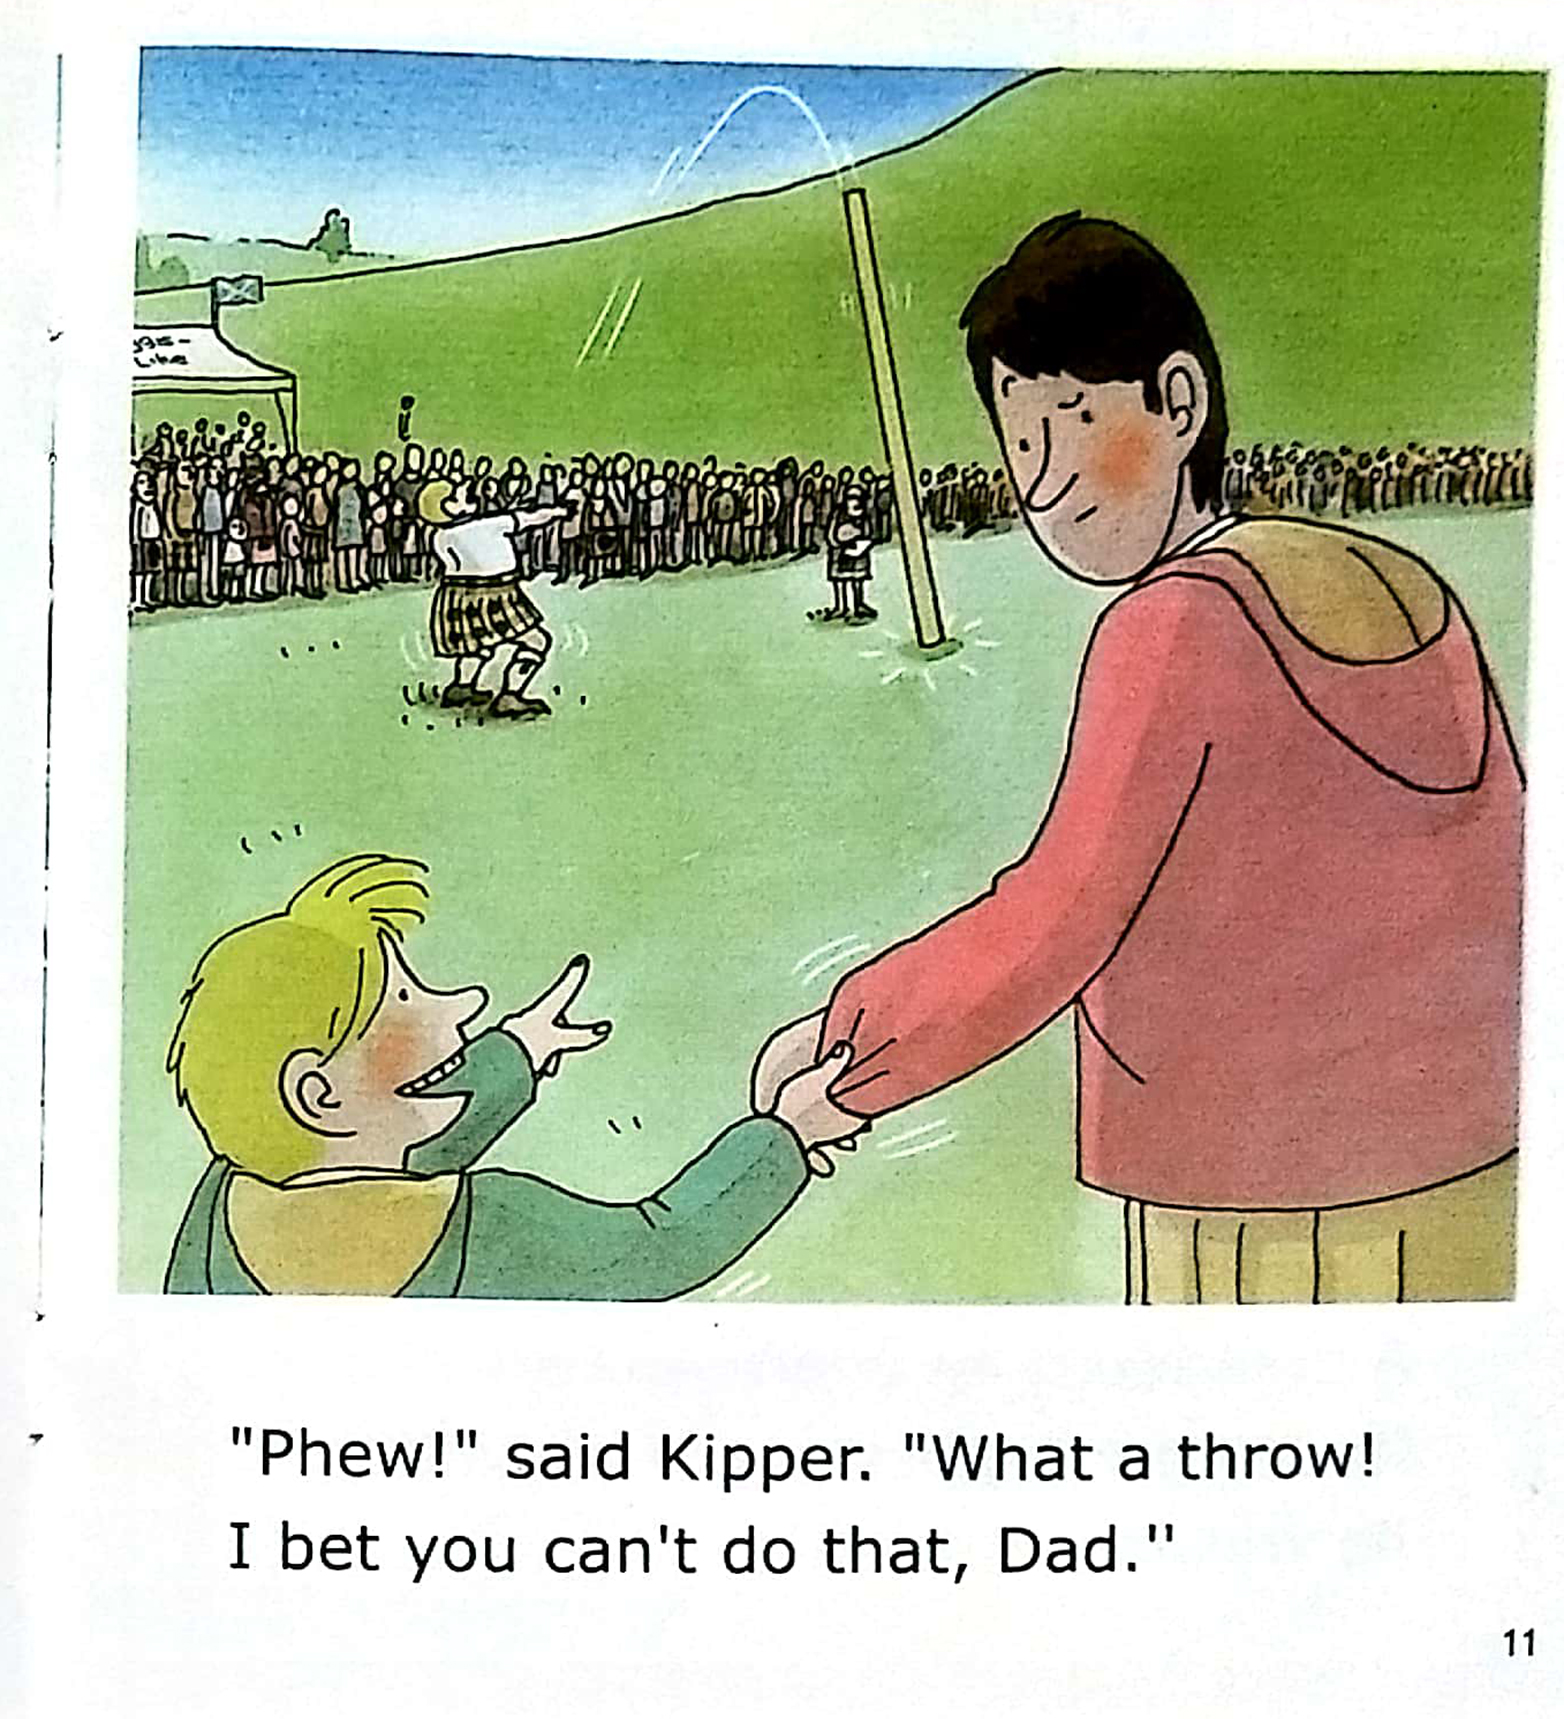 "Phew!" said Kipper. "What a throw!
I bet you can't do that, Dad."
11